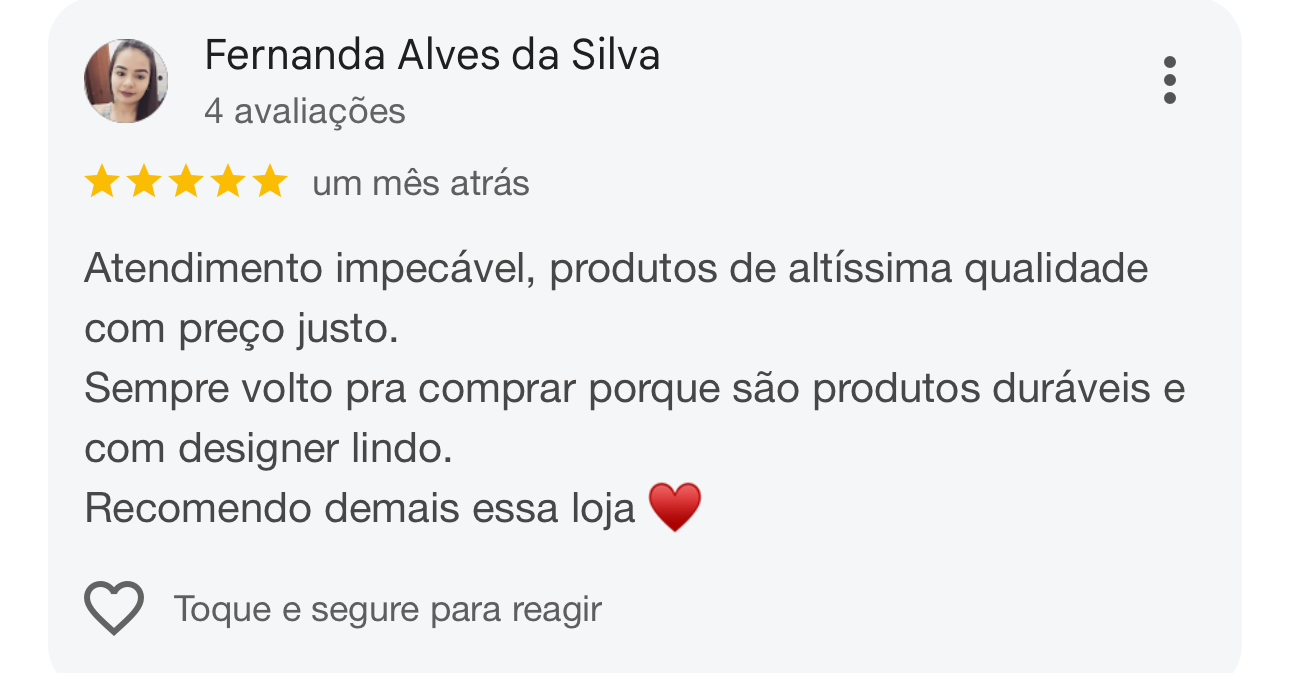 Fernanda Alves da Silva
4 avaliações
um mês atrás
Atendimento impecável, produtos de altíssima qualidade
com preço justo.
Sempre volto pra comprar porque são produtos duráveis e
com designer lindo.
Recomendo demais essa loja ♥️
Toque e segure para reagir